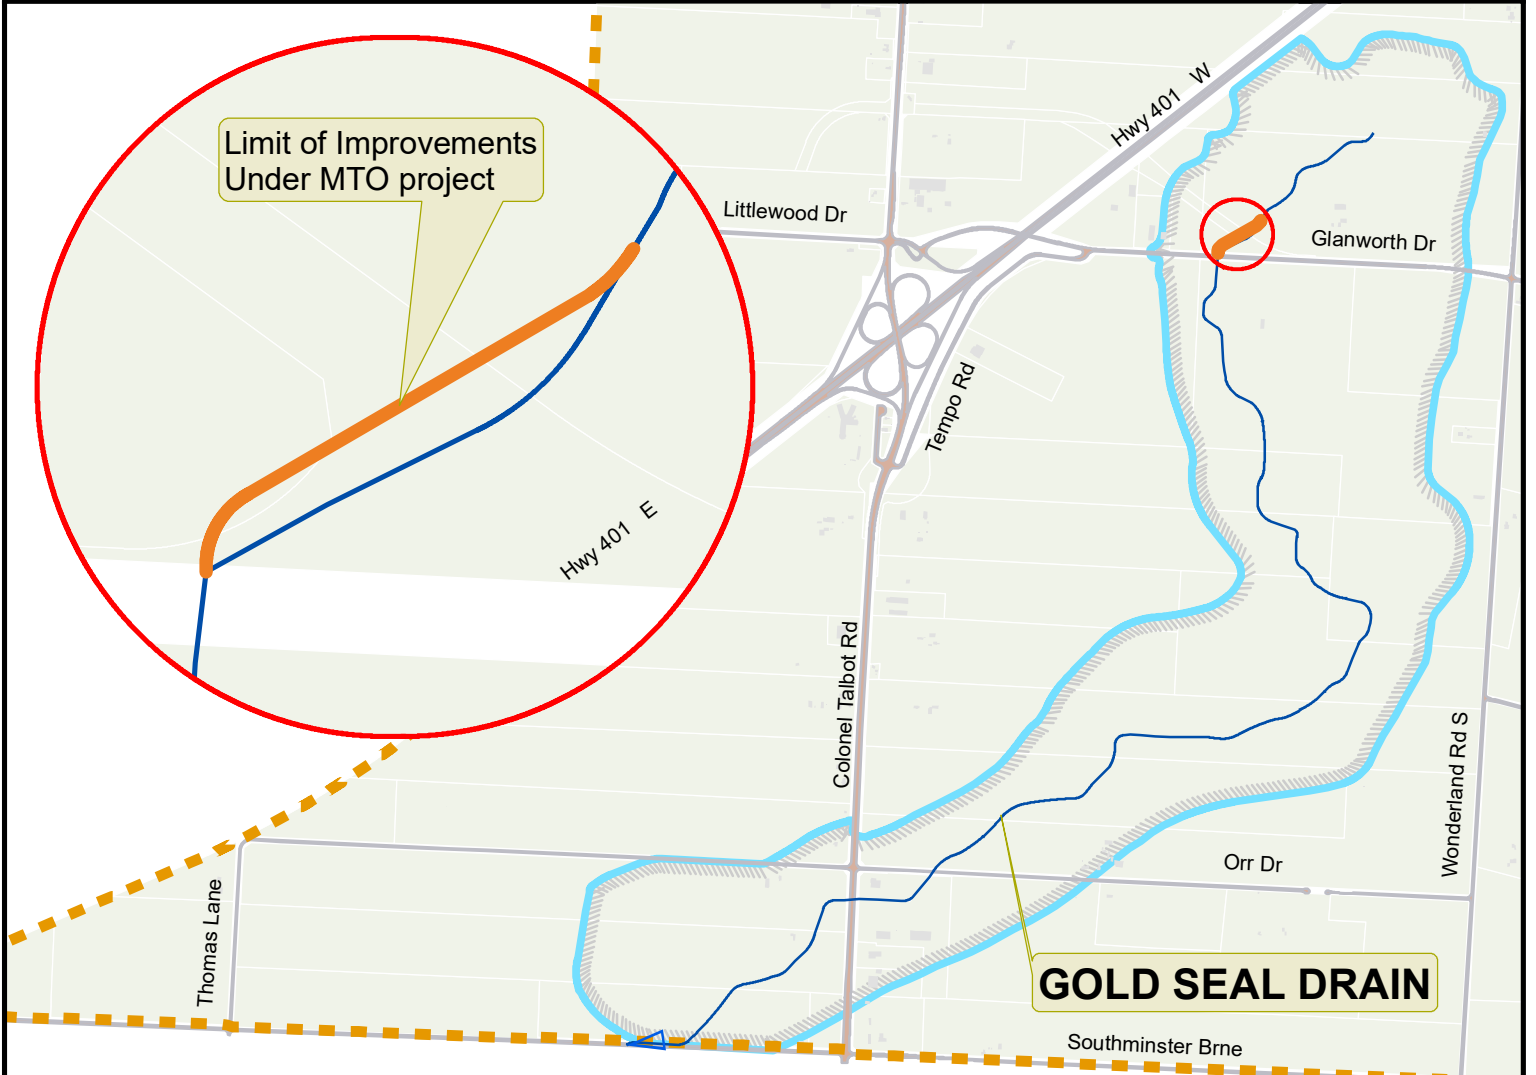 Limit of Improvements
Under MTO project
Hwy 401 W
Littlewood Dr
Glanworth Dr
Tempo Rd
Hwy 401 E
Colonel Talbot Rd
Wonderland Rd S
Orr Dr
Thomas Lane
GOLD SEAL DRAIN
Southminster Brne